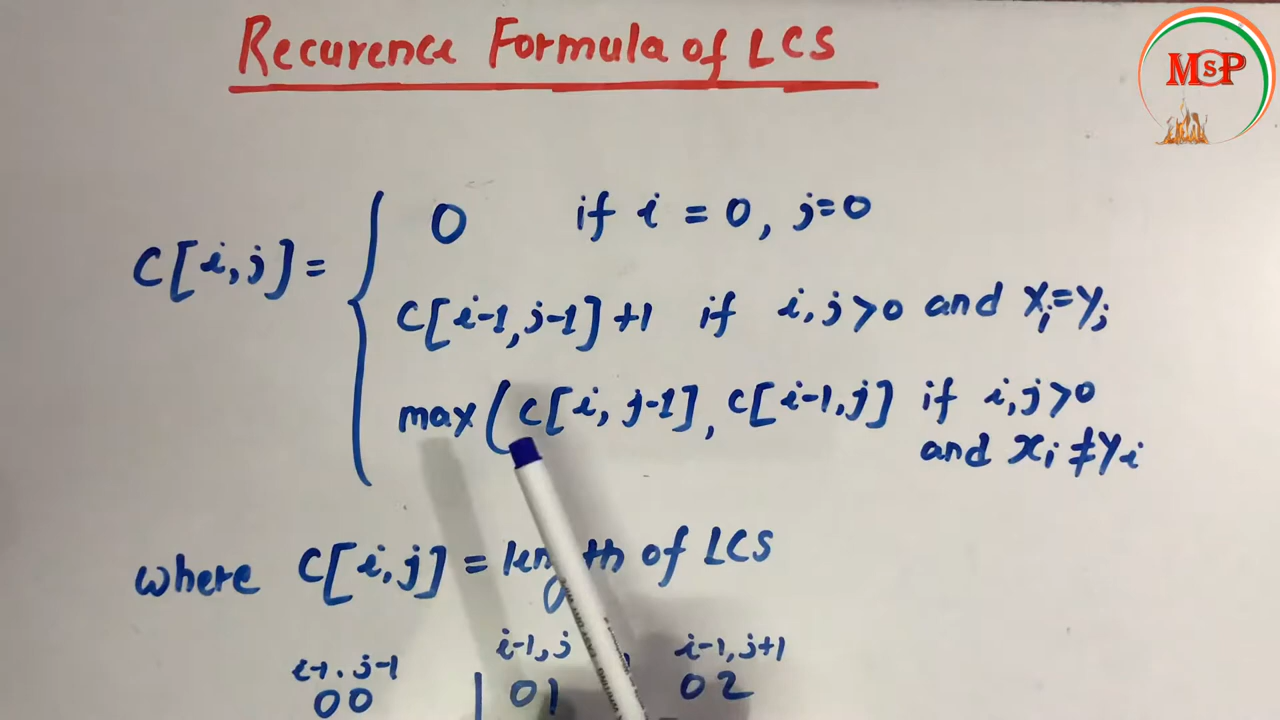 Recurence Formula of LCS
MSP
0 if i = 0, j=0
C[i,j] =
C[i-1,j-1] +1 if i,j>0 and Xi=Yj
max(C[i, j-1], C[i-1,j] if i,j>0
and xi≠Yi
where C[i,j] = length of LCS
i-1, j-1 i-1,j i-1,j+1
00 01 02